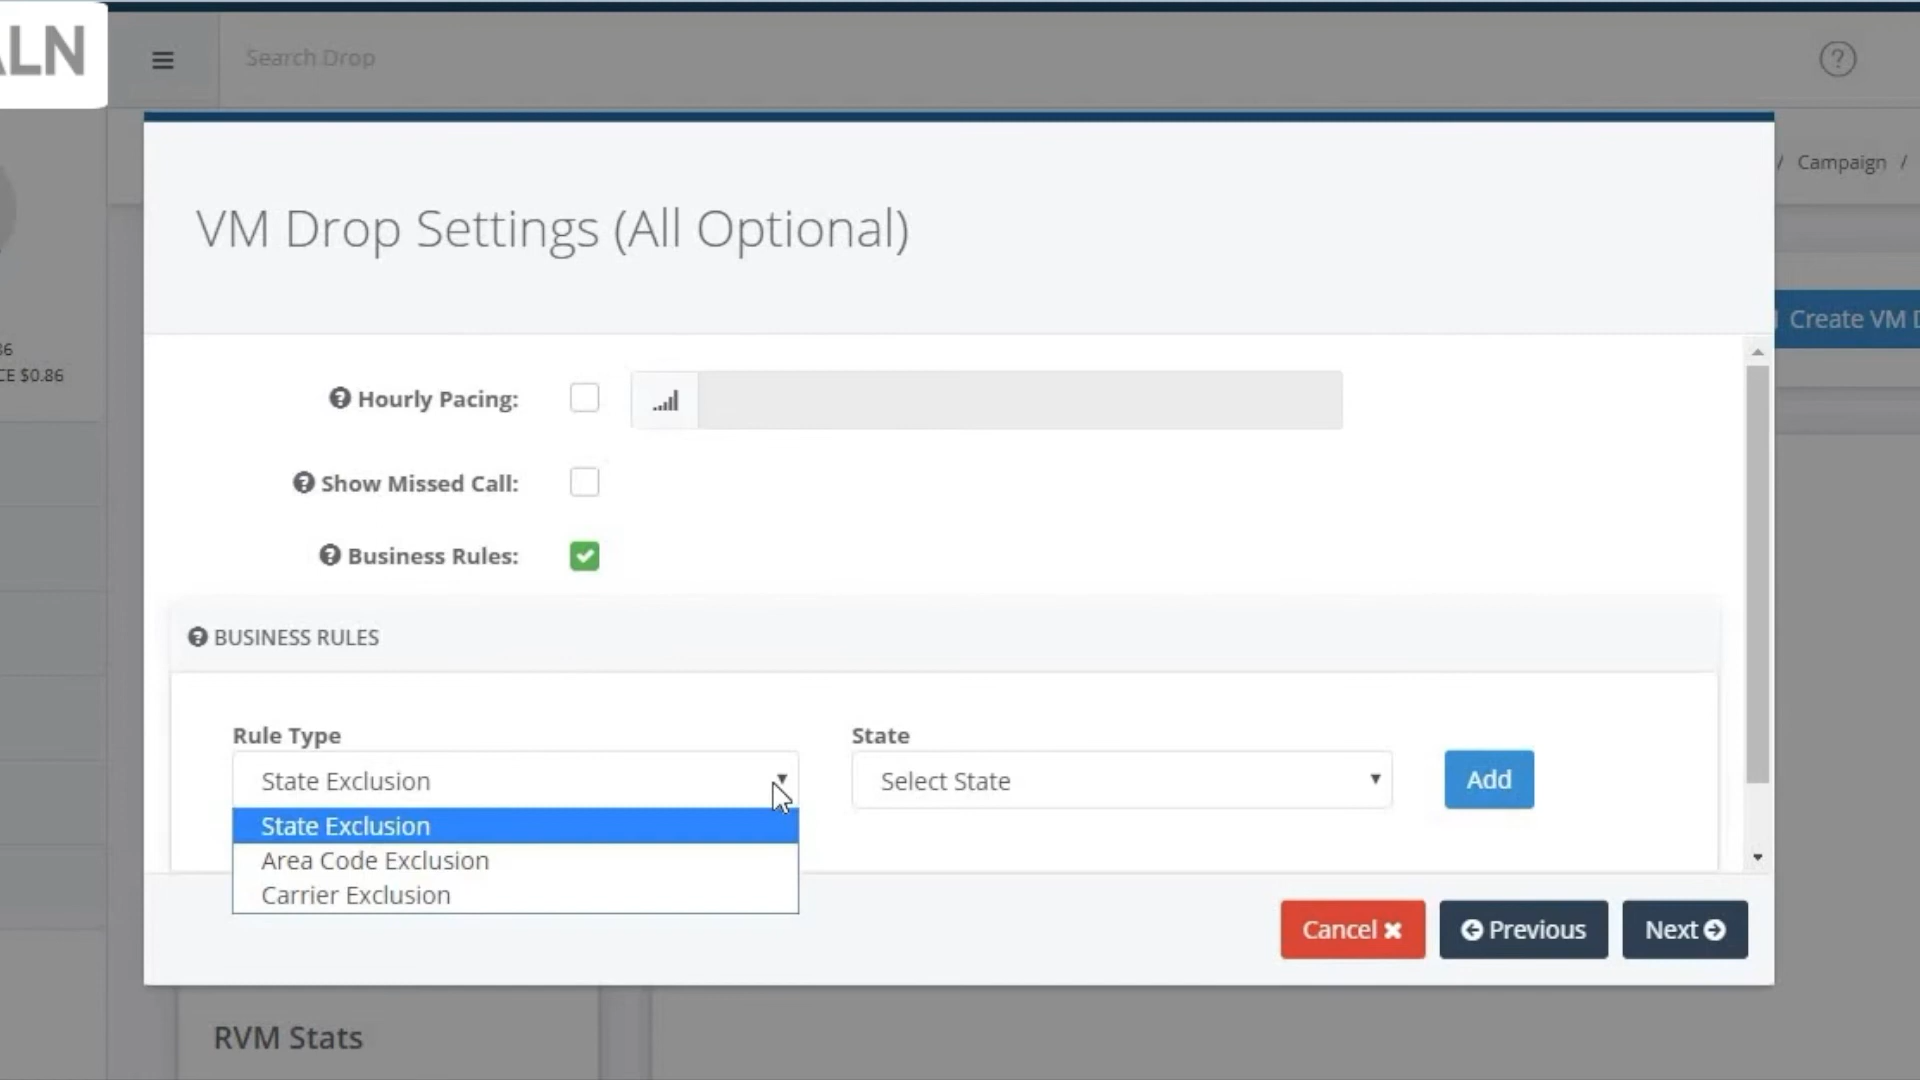 ALN
Search Drop
?
/ Campaign /
VM Drop Settings (All Optional)
Create VM D
86
CE $0.86
Hourly Pacing:
Show Missed Call:
Business Rules:
BUSINESS RULES
Rule Type
State
State Exclusion
Select State
Add
State Exclusion
Area Code Exclusion
Carrier Exclusion
Cancel
Previous
Next
RVM Stats